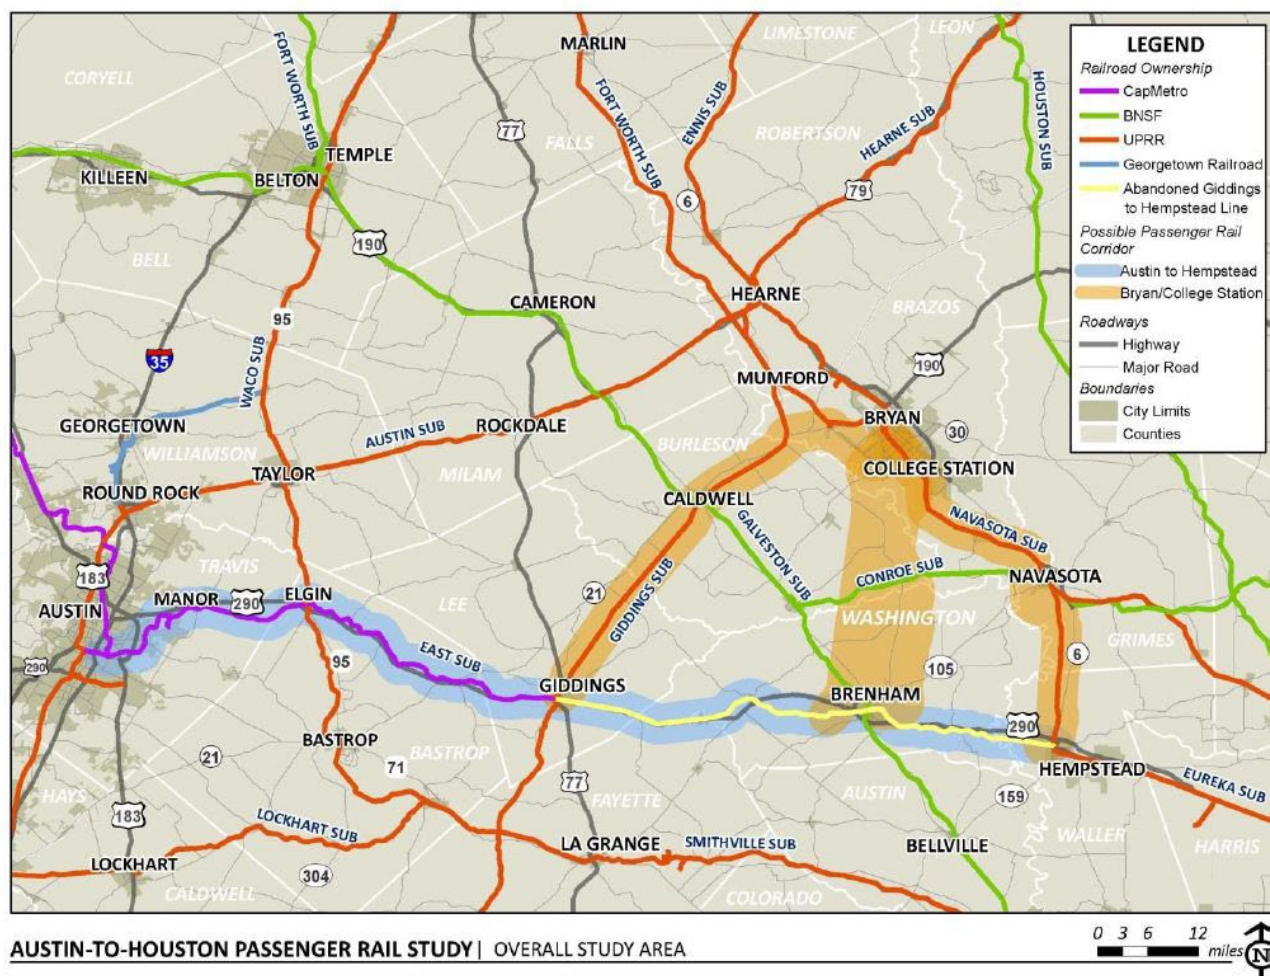 LEGEND
Railroad Ownership
CapMetro
BNSF
UPRR
Georgetown Railroad
Abandoned Giddings
to Hempstead Line
Possible Passenger Rail
Corridor
Austin to Hempstead
Bryan/College Station
Roadways
Highway
Major Road
Boundaries
City Limits
Counties
MARLIN
LIMESTONE
LEON
CORYELL
FORT WORTH SUB
FORT WORTH SUB
ENNIS SUB
HEARNE SUB
HOUSTON SUB
77
FALLS
ROBERTSON
TEMPLE
KILLEEN
BELTON
79
6
190
BELL
HEARNE
CAMERON
BRAZOS
95
35
WACO SUB
190
MUMFORD
GEORGETOWN
AUSTIN SUB
ROCKDALE
BURLESON
BRYAN
30
WILLIAMSON
TAYLOR
MILAM
COLLEGE STATION
ROUND ROCK
CALDWELL
GALVESTON SUB
NAVASOTA SUB
TRAVIS
183
CONROE SUB
NAVASOTA
AUSTIN
MANOR
290
ELGIN
LEE
21
GIDDINGS SUB
WASHINGTON
GRIMES
290
95
EAST SUB
105
6
GIDDINGS
BRENHAM
290
BASTROP
BASTROP
21
71
HEMPSTEAD
EUREKA SUB
HAYS
77
FAYETTE
AUSTIN
159
183
LOCKHART SUB
WALLER
HARRIS
LA GRANGE
SMITHVILLE SUB
BELLVILLE
LOCKHART
304
CALDWELL
COLORADO
AUSTIN-TO-HOUSTON PASSENGER RAIL STUDY | OVERALL STUDY AREA
0 3 6 12
miles
N